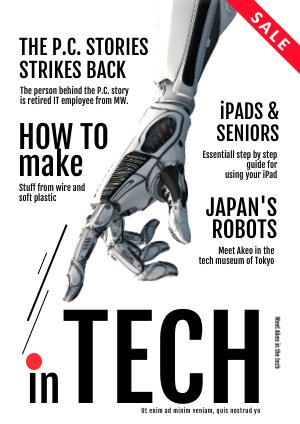 SALE
THE P.C. STORIES
STRIKES BACK
The person behind the P.C. story
is retired IT employee from MW.
HOW TO
make
Stuff from wire and
soft plastic
iPADS &
SENIORS
Essentiall step by step
guide for
using your iPad
JAPAN'S
ROBOTS
Meet Akeo in the
tech museum of Tokyo
in TECH
Meet Akeo in the tech
Ut enim ad minim veniam, quis nostrud yo